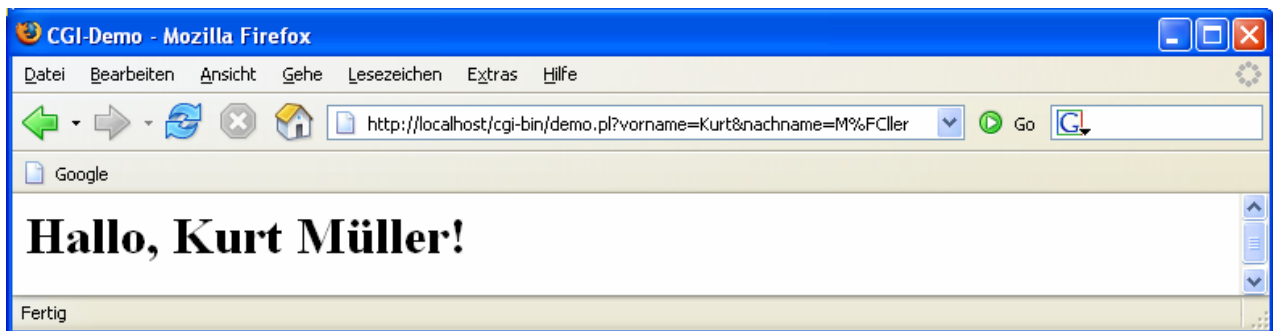 CGI-Demo - Mozilla Firefox
Datei Bearbeiten Ansicht Gehe Lesezeichen Extras Hilfe
http://localhost/cgi-bin/demo.pl?vorname=Kurt&nachname=M%FCller Go G
Google
Hallo, Kurt Müller!
Fertig